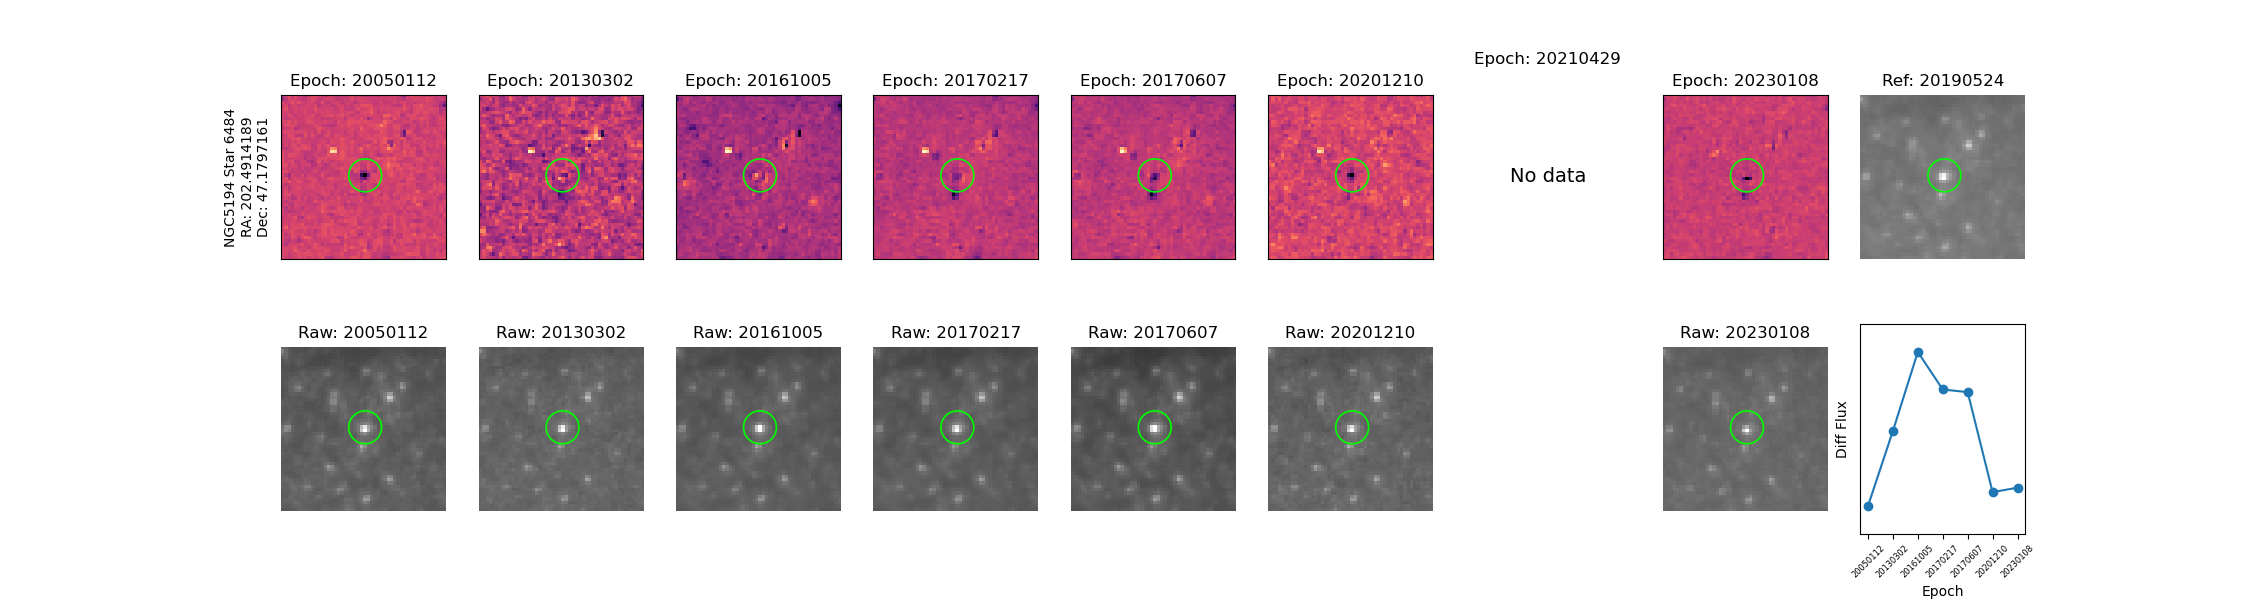 Epoch: 20210429
Epoch: 20050112
Epoch: 20130302
Epoch: 20161005
Epoch: 20170217
Epoch: 20170607
Epoch: 20201210
Epoch: 20230108
Ref: 20190524
NGC5194 Star 6484
RA: 202.4914189
Dec: 47.1797161
No data
Raw: 20050112
Raw: 20130302
Raw: 20161005
Raw: 20170217
Raw: 20170607
Raw: 20201210
Raw: 20230108
Diff Flux
20050112
20130302
20161005
20170217
20170607
20201210
20230108
Epoch